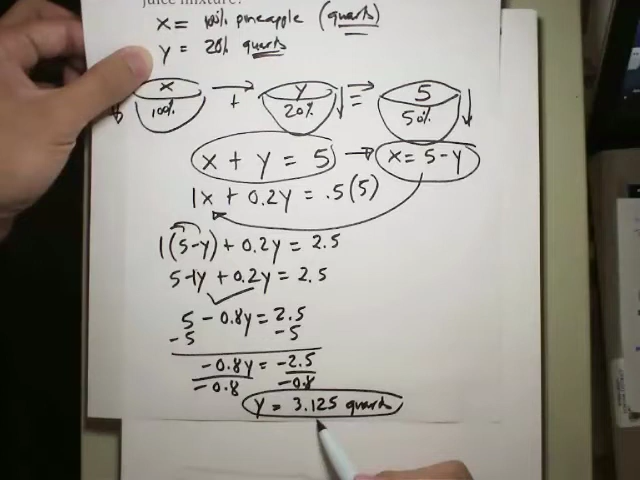 juice mixture?
x = 100% pineapple (quarts)
y = 20% quarts
x → y → 5
100% + 20% = 50%
x + y = 5 → x = 5 - y
1x + 0.2y = .5(5)
1(5-y) + 0.2y = 2.5
5-1y + 0.2y = 2.5
5 - 0.8y = 2.5
-5 -5
-0.8y = -2.5
-0.8 -0.8
y = 3.125 quarts